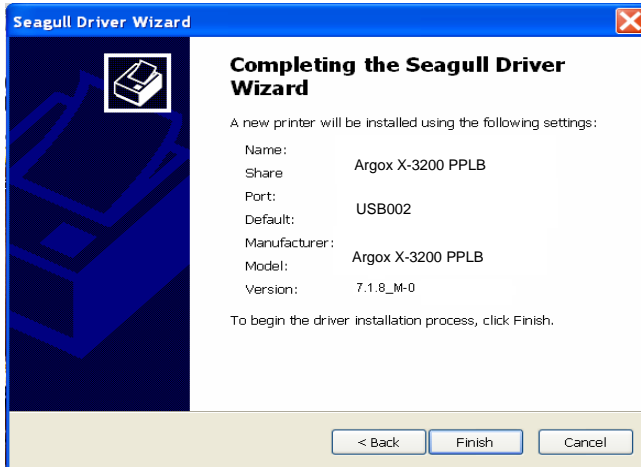 Seagull Driver Wizard
Completing the Seagull Driver
Wizard
A new printer will be installed using the following settings:
Name:
Argox X-3200 PPLB
Share
Port:
USB002
Default:
Manufacturer:
Argox X-3200 PPLB
Model:
Version: 7.1.8_M-0
To begin the driver installation process, click Finish.
< Back Finish Cancel